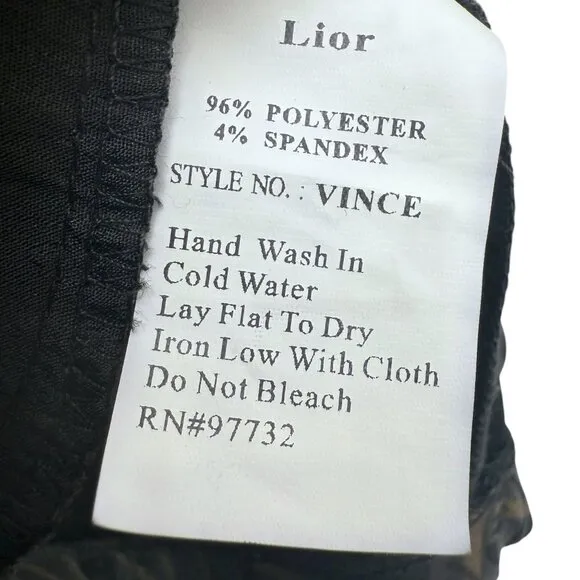 Lior
96% POLYESTER
4% SPANDEX
STYLE NO.: VINCE
Hand Wash In
Cold Water
Lay Flat To Dry
Iron Low With Cloth
Do Not Bleach
RN#97732